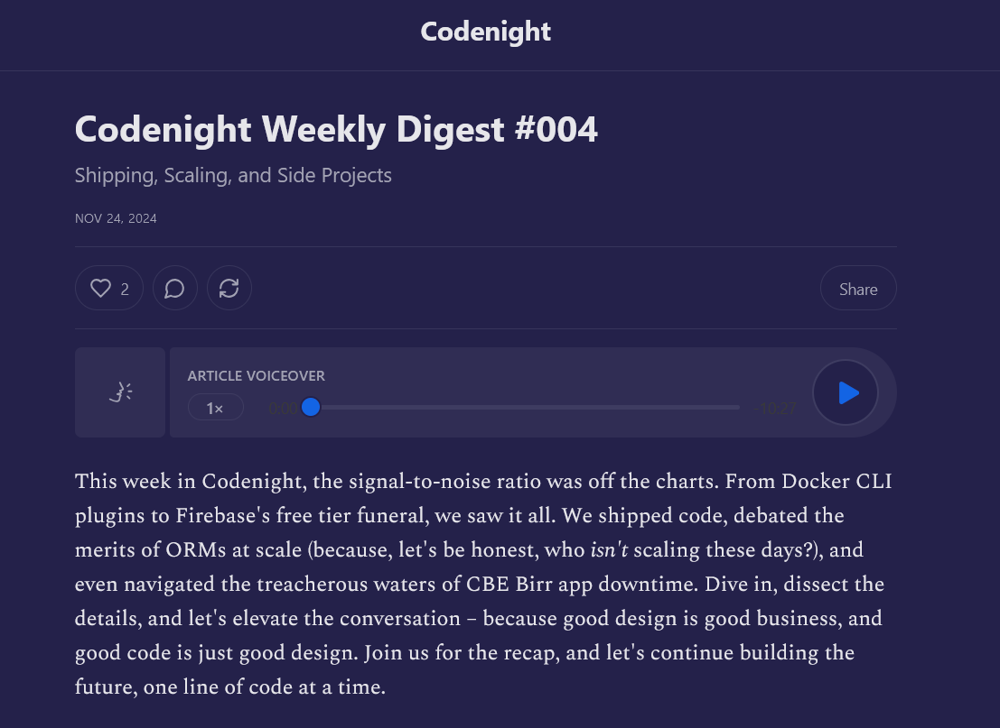 Codenight
Codenight Weekly Digest #004
Shipping, Scaling, and Side Projects
NOV 24, 2024
2
Share
ARTICLE VOICEOVER
1×
0:00
-10:27
This week in Codenight, the signal-to-noise ratio was off the charts. From Docker CLI
plugins to Firebase's free tier funeral, we saw it all. We shipped code, debated the
merits of ORMs at scale (because, let's be honest, who isn't scaling these days?), and
even navigated the treacherous waters of CBE Birr app downtime. Dive in, dissect the
details, and let's elevate the conversation – because good design is good business, and
good code is just good design. Join us for the recap, and let's continue building the
future, one line of code at a time.